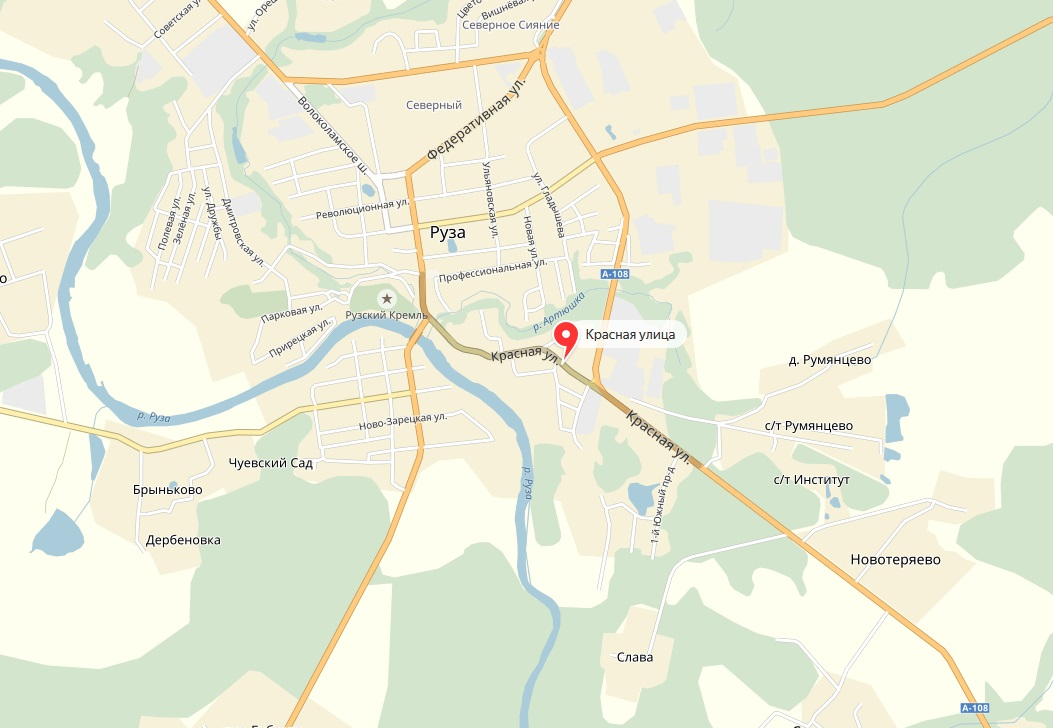 Советская ул.
ул. Орес
Цвето
Вишнёвая
Северное Сияние
Волоколамское ш.
Северный
Федеративная ул.
Полевая ул.
Зелёная ул.
ул. Дружбы
Дмитровская ул.
Революционная ул.
Ульяновская ул.
ул. Гладышева
Новая ул.
Руза
Профессиональная ул.
А-108
Рузский Кремль
Парковая ул.
Прирецкая ул.
р. Артюшка
Красная улица
Красная ул.
д. Румянцево
р. Руза
Ново-Зарецкая ул.
Красная ул.
с/т Румянцево
Чуевский Сад
Брыньково
р. Руза
1-й Южный пр-д
с/т Институт
Дербеновка
Новотеряево
Слава
А-108